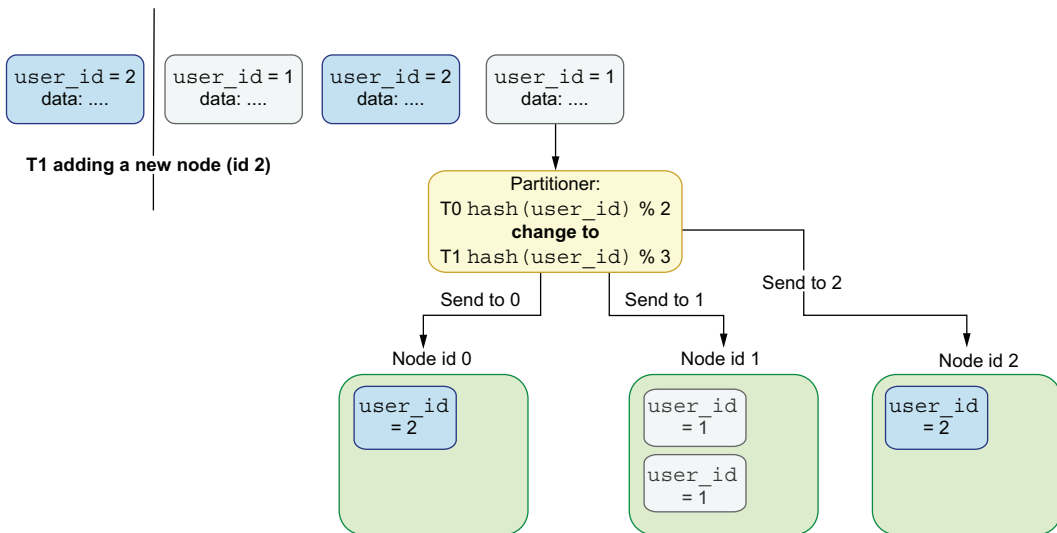 user_id = 2
data: ....
user_id = 1
data: ....
user_id = 2
data: ....
user_id = 1
data: ....
T1 adding a new node (id 2)
Partitioner:
T0 hash(user_id) % 2
change to
T1 hash(user_id) % 3
Send to 0
Send to 1
Send to 2
Node id 0
Node id 1
Node id 2
user_id
= 2
user_id
= 1
user_id
= 1
user_id
= 2